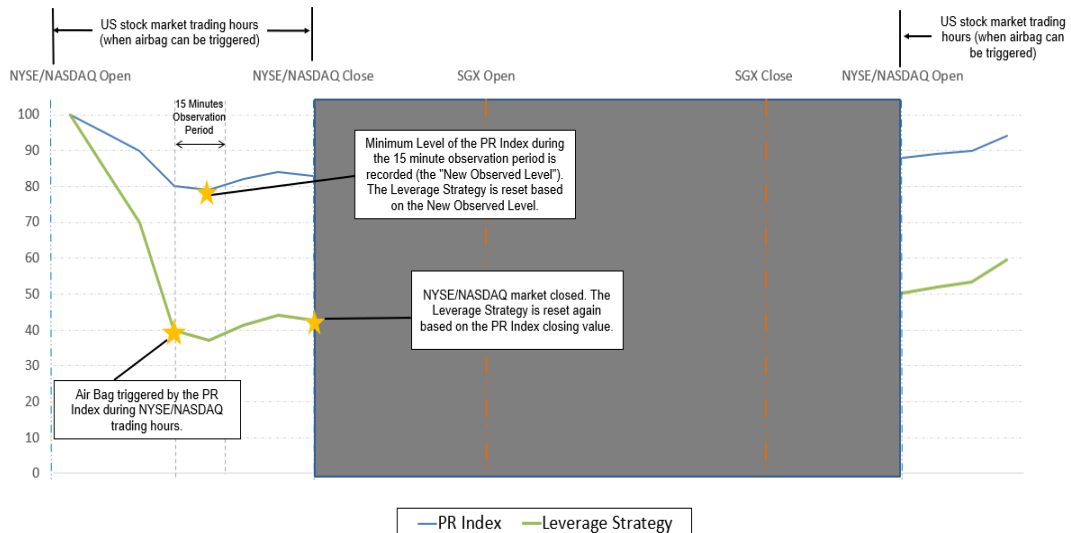 US stock market trading hours
(when airbag can be triggered)
US stock market trading
hours (when airbag can
be triggered)
NYSE/NASDAQ Open
NYSE/NASDAQ Close
SGX Open
SGX Close
NYSE/NASDAQ Open
15 Minutes
Observation
Period
100
90
80
70
60
50
40
30
20
10
0
Minimum Level of the PR Index during
the 15 minute observation period is
recorded (the "New Observed Level").
The Leverage Strategy is reset based
on the New Observed Level.
NYSE/NASDAQ market closed. The
Leverage Strategy is reset again
based on the PR Index closing value.
Air Bag triggered by the PR
Index during NYSE/NASDAQ
trading hours.
PR Index
Leverage Strategy